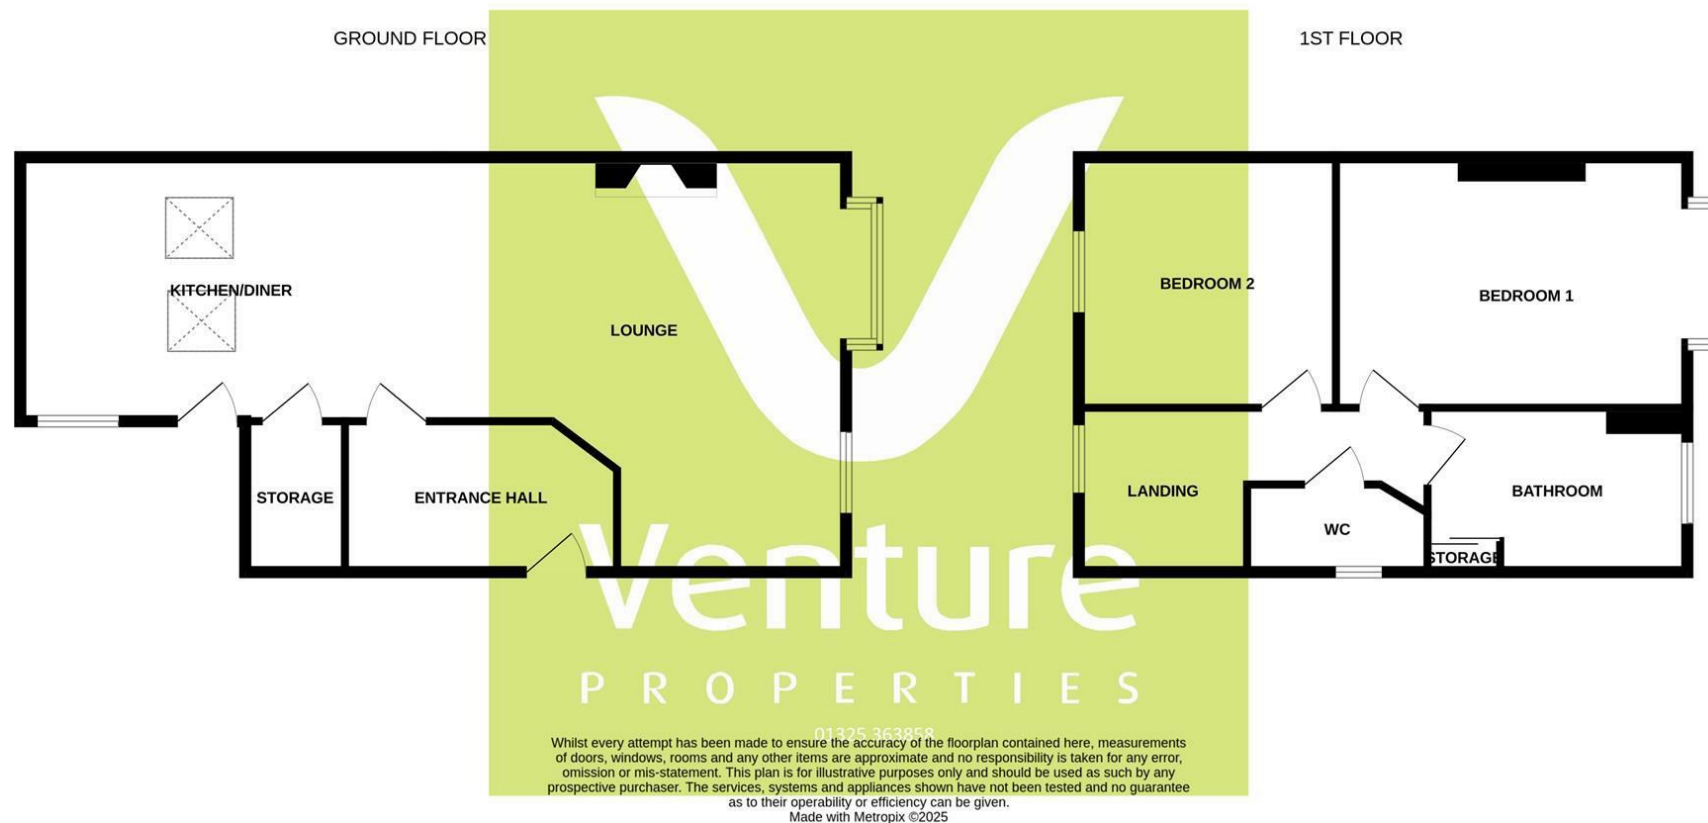 GROUND FLOOR
1ST FLOOR
KITCHEN/DINER
LOUNGE
STORAGE
ENTRANCE HALL
BEDROOM 2
BEDROOM 1
LANDING
WC
BATHROOM
STORAGE
Venture
PROPERTIES
01325 363858
Whilst every attempt has been made to ensure the accuracy of the floorplan contained here, measurements
of doors, windows, rooms and any other items are approximate and no responsibility is taken for any error,
omission or mis-statement. This plan is for illustrative purposes only and should be used as such by any
prospective purchaser. The services, systems and appliances shown have not been tested and no guarantee
as to their operability or efficiency can be given.
Made with Metropix ©2025